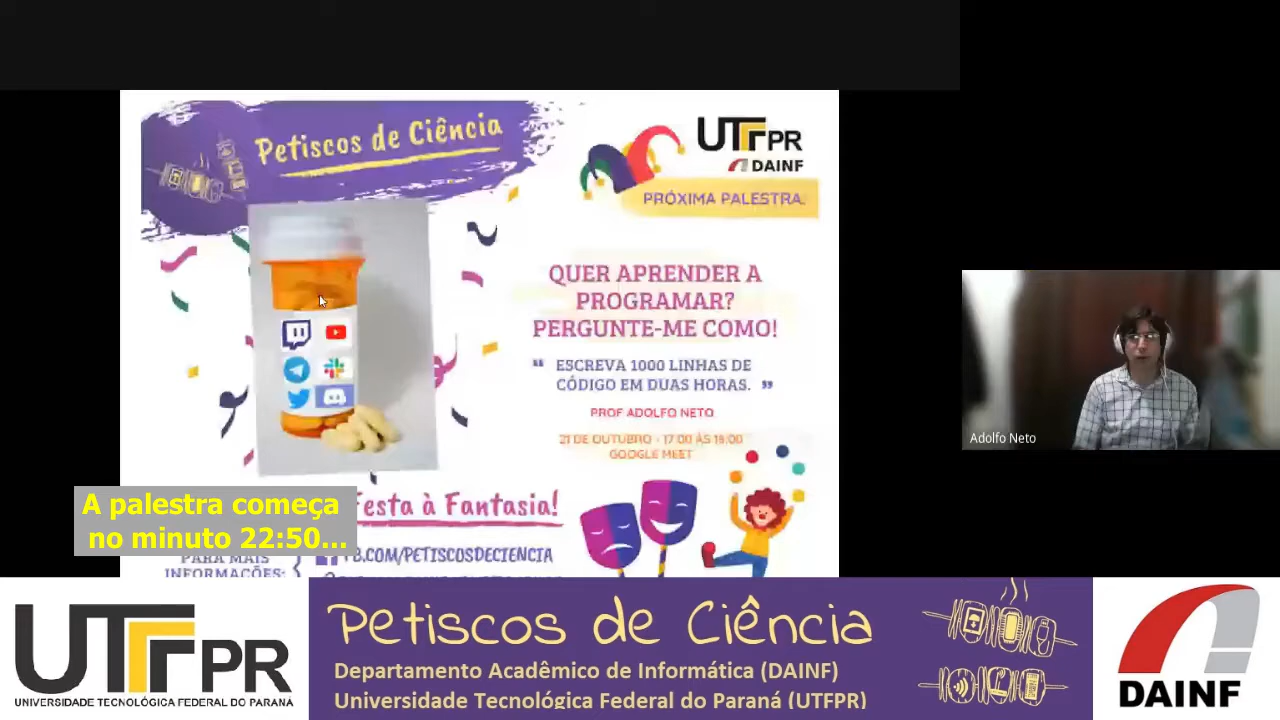 Petiscos de Ciência
UTFPR
DAINF
PRÓXIMA PALESTRA:
QUER APRENDER A
PROGRAMAR?
PERGUNTE-ME COMO!
“ ESCREVA 1000 LINHAS DE
CÓDIGO EM DUAS HORAS. ”
PROF ADOLFO NETO
21 DE OUTUBRO - 17:00 ÀS 18:00
GOOGLE MEET
Adolfo Neto
A palestra começa
no minuto 22:50...
Festa à Fantasia!
PARA MAIS
INFORMAÇÕES:
FB.COM/PETISCOSDECIENCIA
UTFPR
UNIVERSIDADE TECNOLÓGICA FEDERAL DO PARANÁ
Petiscos de Ciência
Departamento Acadêmico de Informática (DAINF)
Universidade Tecnológica Federal do Paraná (UTFPR)
DAINF